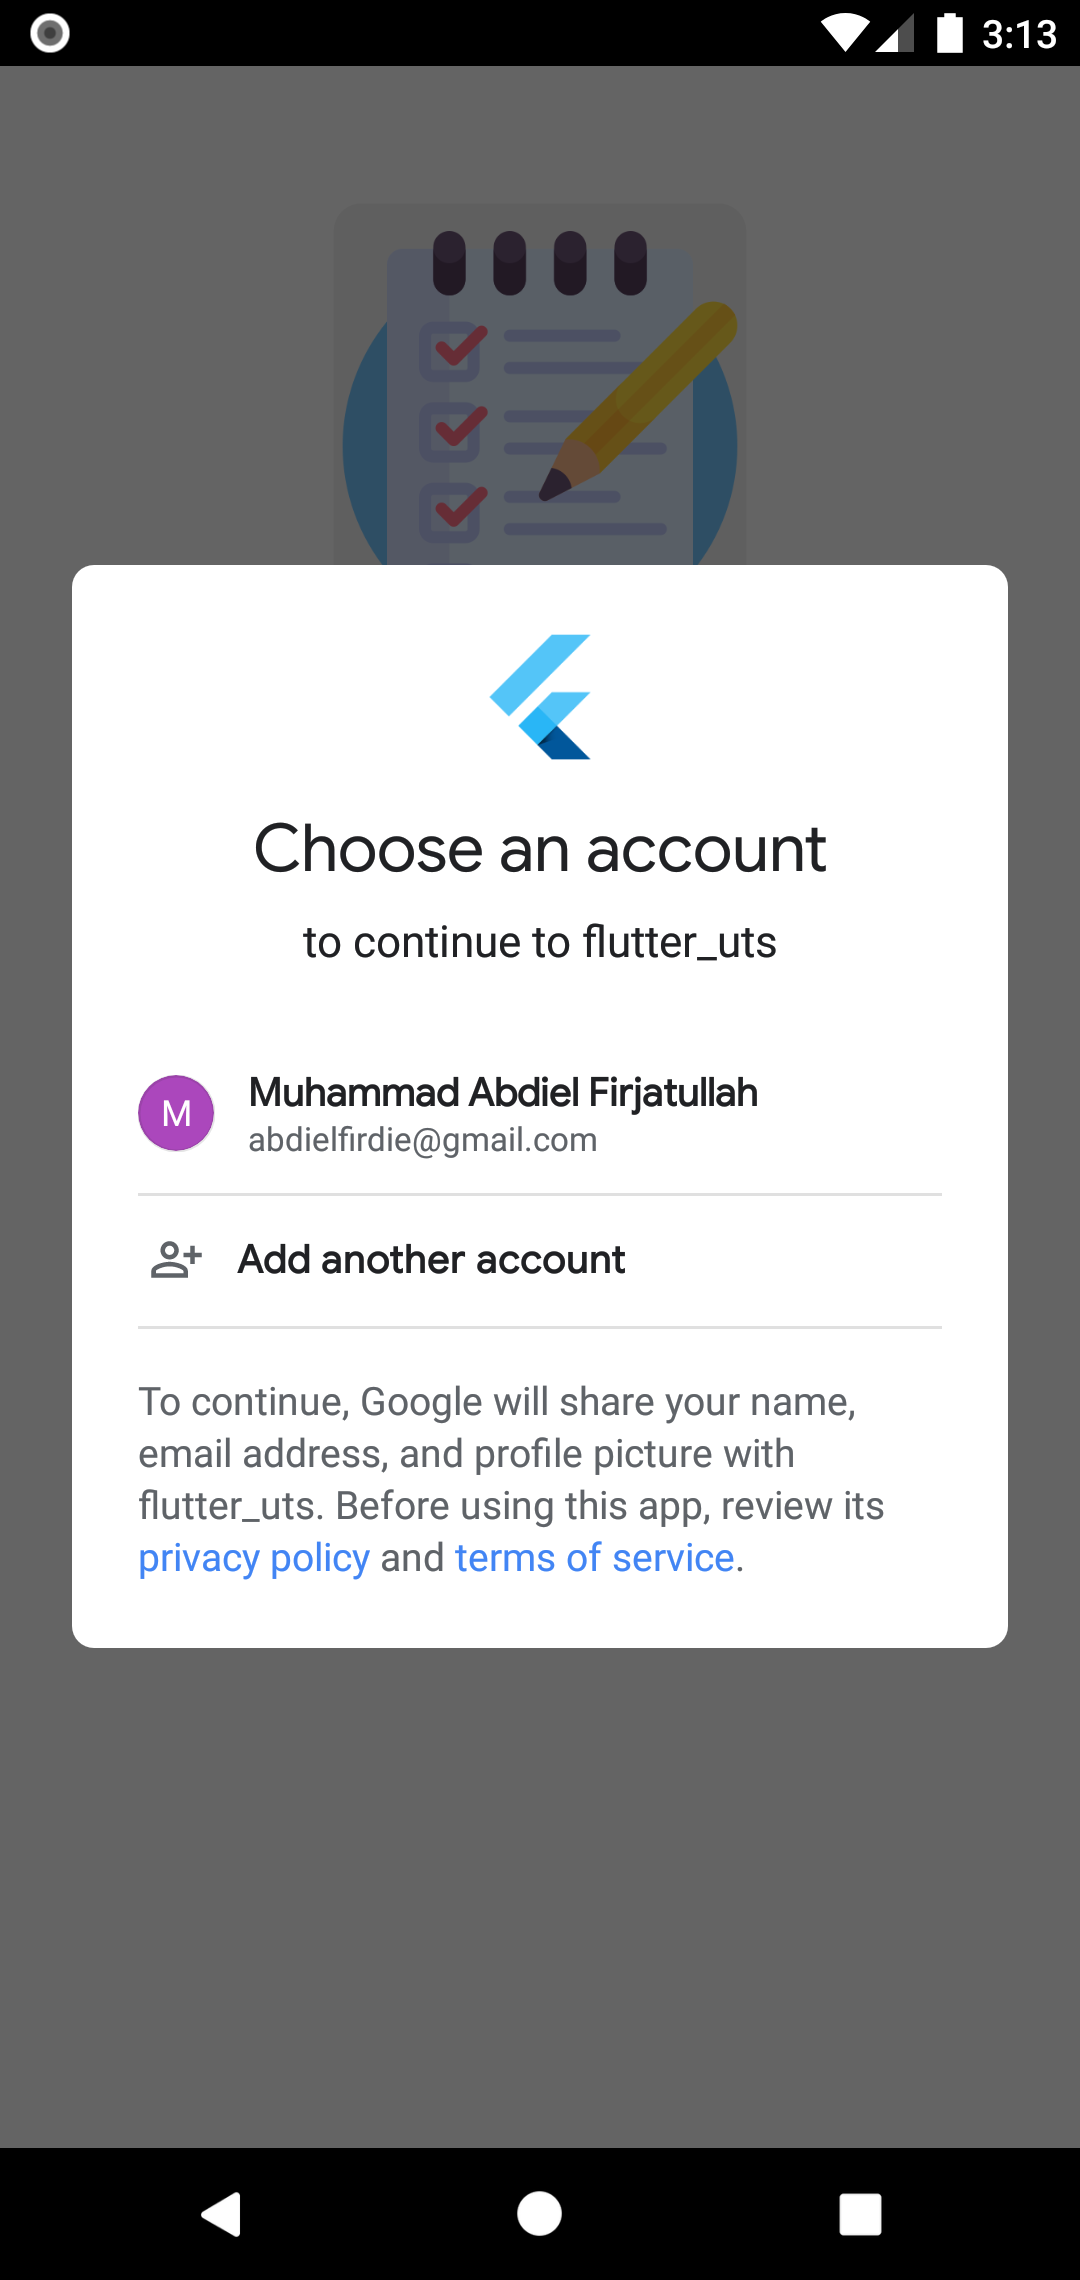 3:13
Choose an account
to continue to flutter_uts
M
Muhammad Abdiel Firjatullah
abdielfirdie@gmail.com
Add another account
To continue, Google will share your name,
email address, and profile picture with
flutter_uts. Before using this app, review its
privacy policy and terms of service.